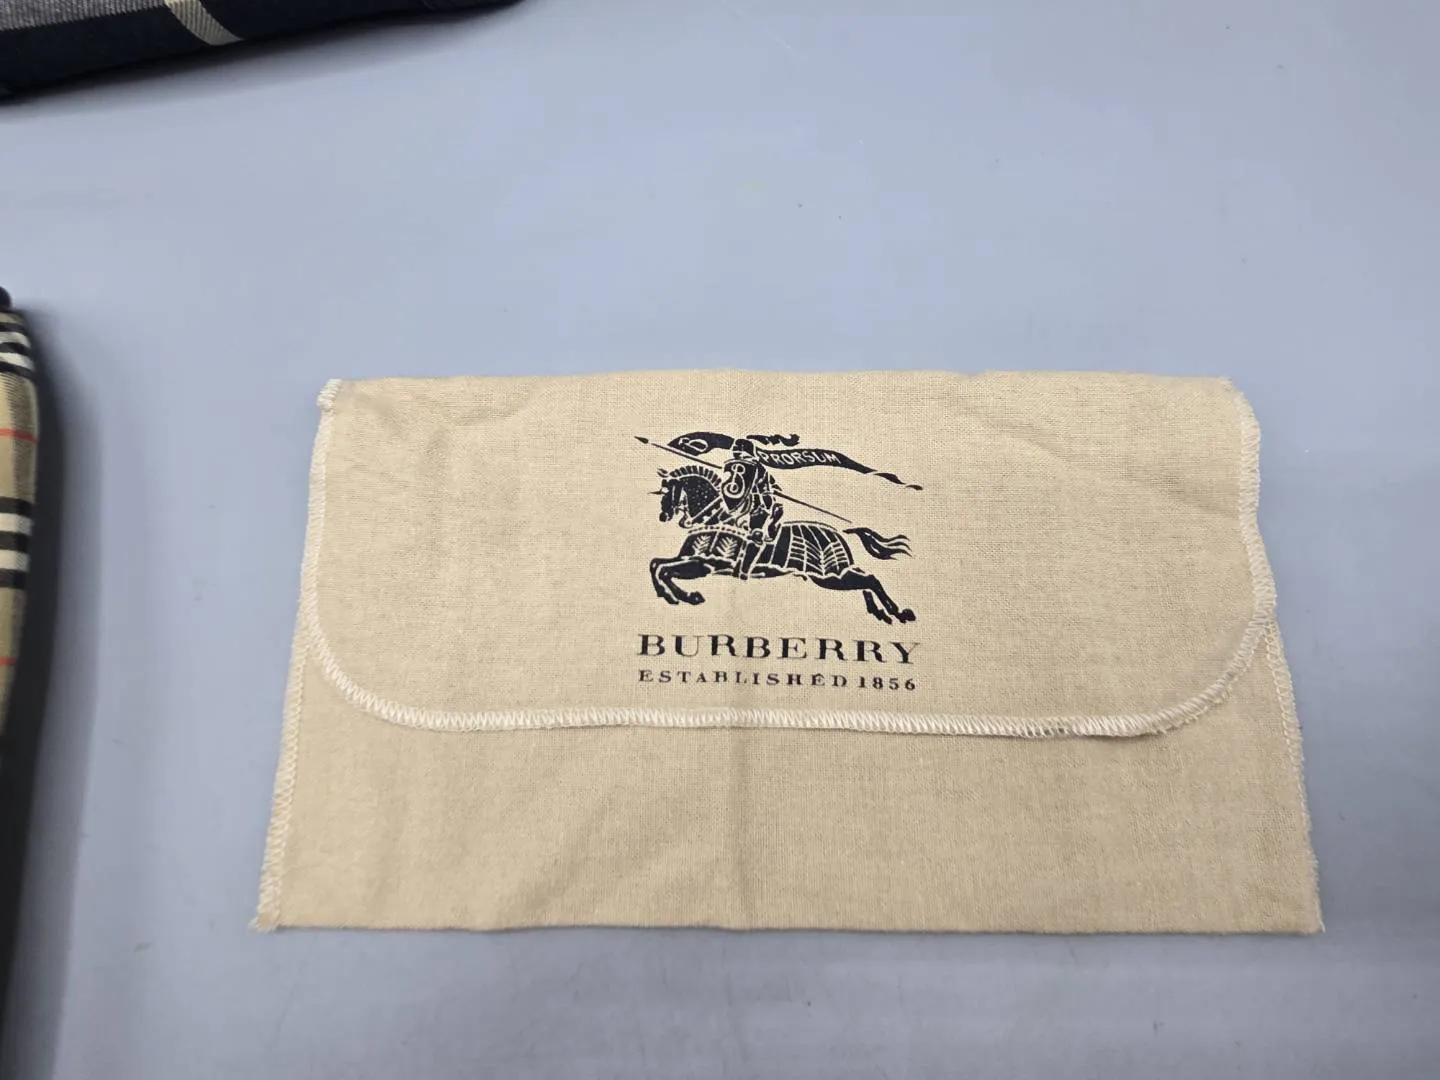 B
PRORSUM
B
BURBERRY
ESTABLISHED 1856